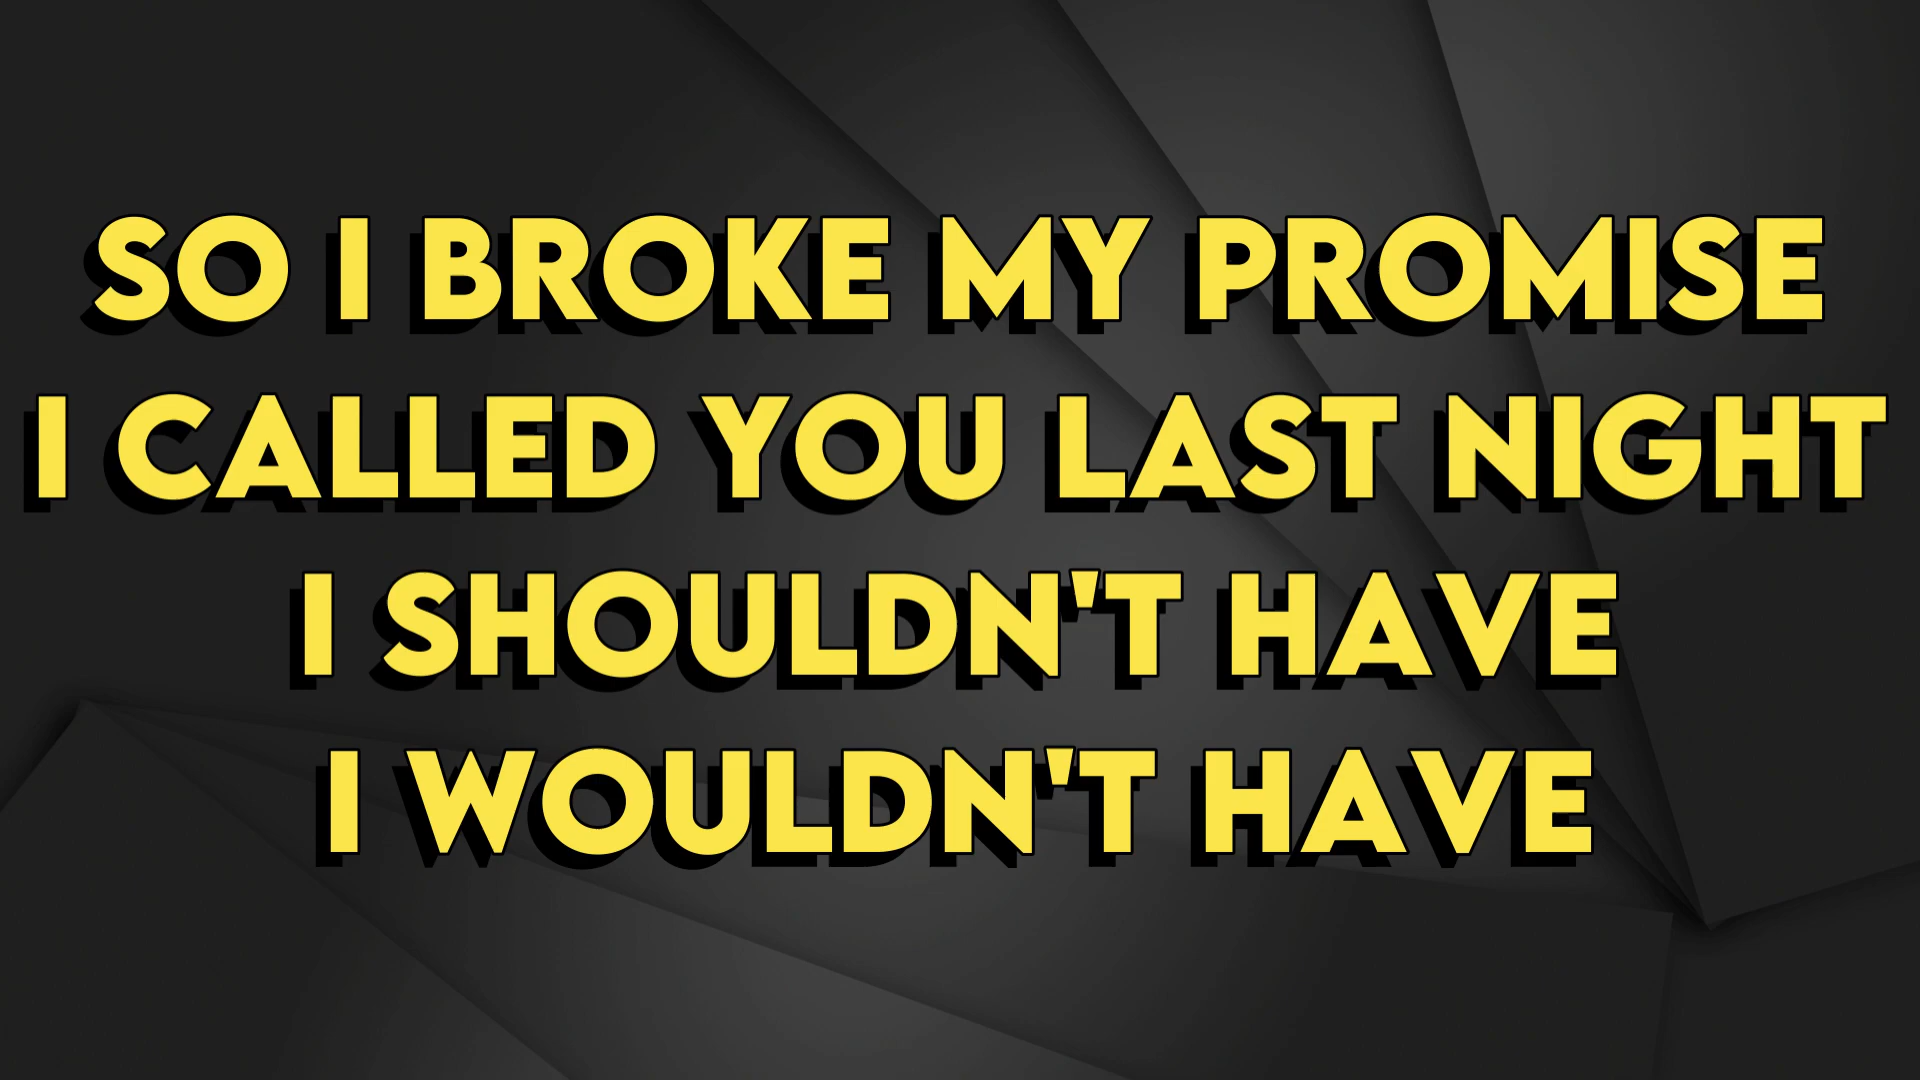 SO I BROKE MY PROMISE
I CALLED YOU LAST NIGHT
I SHOULDN'T HAVE
I WOULDN'T HAVE